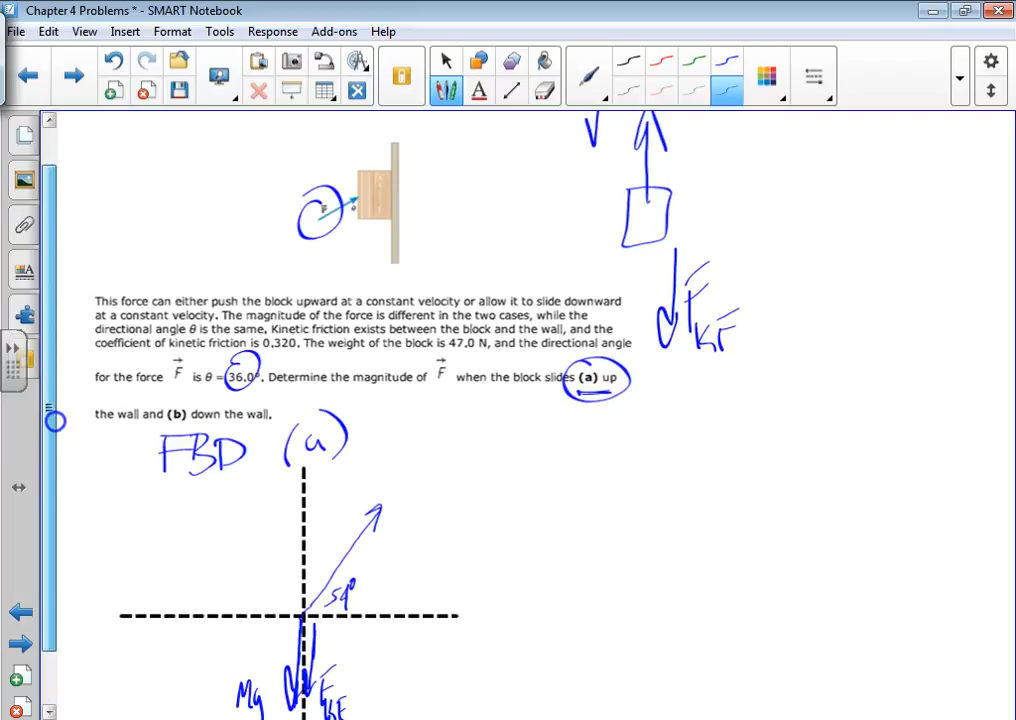 Chapter 4 Problems * - SMART Notebook
File Edit View Insert Format Tools Response Add-ons Help
F
θ
F
KF
This force can either push the block upward at a constant velocity or allow it to slide downward
at a constant velocity. The magnitude of the force is different in the two cases, while the
directional angle θ is the same. Kinetic friction exists between the block and the wall, and the
coefficient of kinetic friction is 0.320. The weight of the block is 47.0 N, and the directional angle
for the force F is θ = 36.0°. Determine the magnitude of F when the block slides (a) up
the wall and (b) down the wall.
FBD (a)
54°
Mg FKF